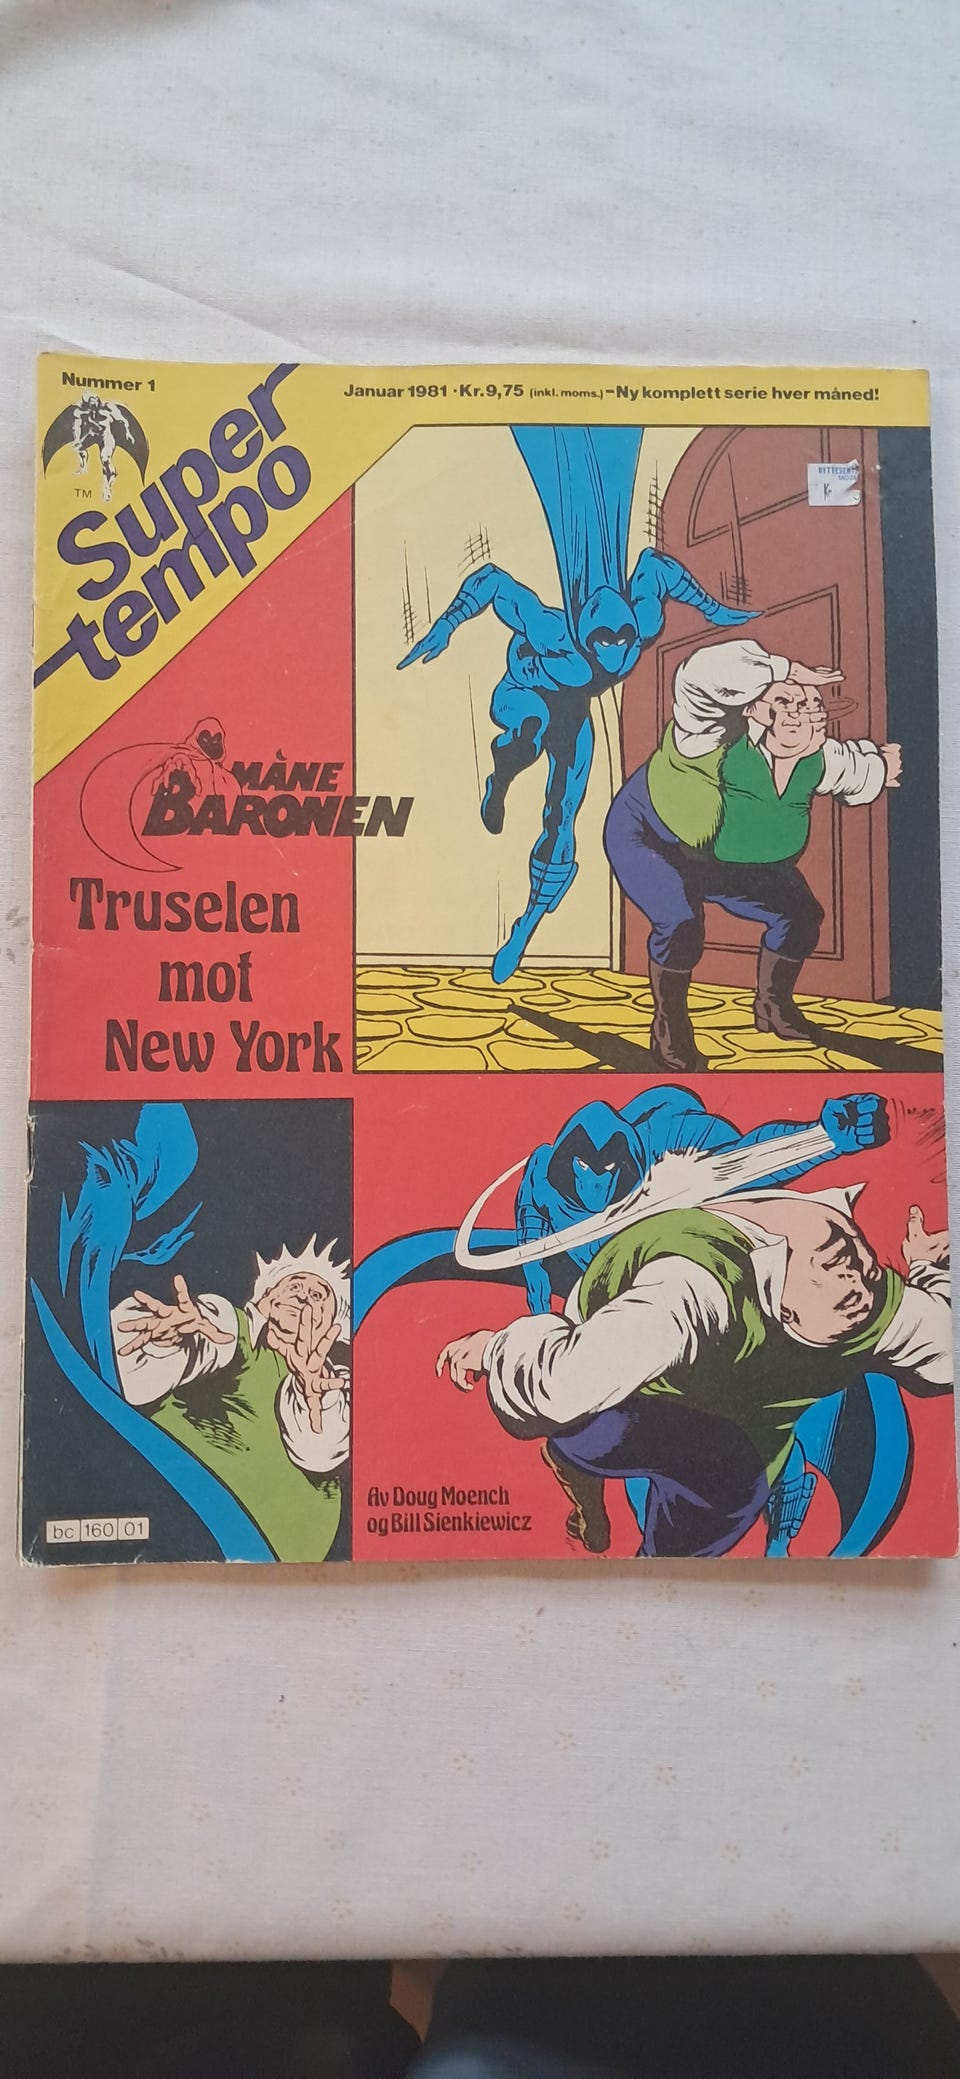 Nummer 1
Januar 1981 · Kr. 9,75 (inkl. moms.) – Ny komplett serie hver måned!
TM
Super
tempo
K-
MÅNE
BARONEN
Truselen
mot
New York
Av Doug Moench
og Bill Sienkiewicz
bc 160 01